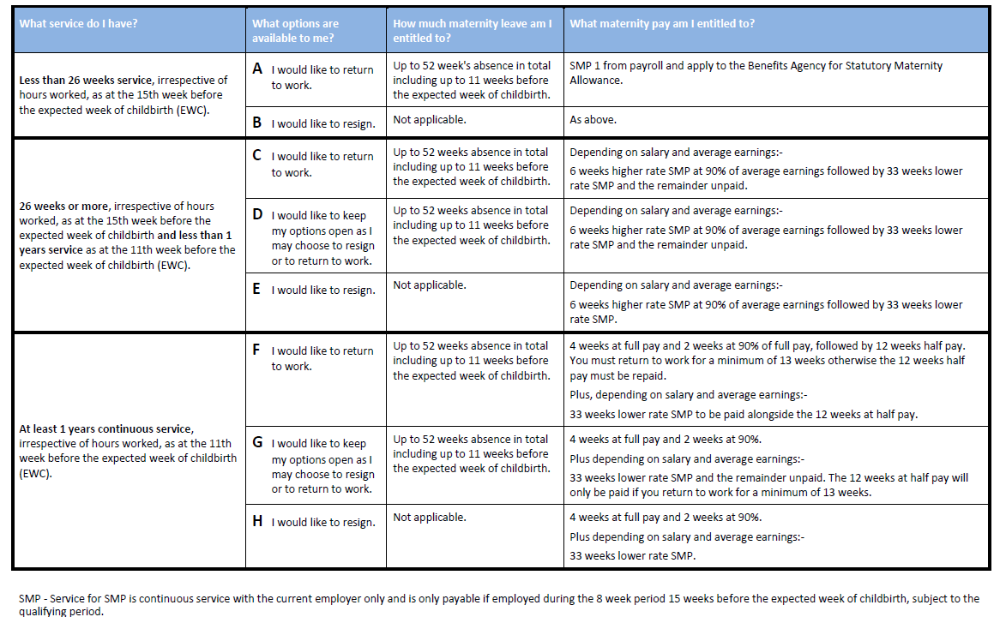 What service do I have?
What options are
available to me?
How much maternity leave am I
entitled to?
What maternity pay am I entitled to?
Less than 26 weeks service, irrespective of
hours worked, as at the 15th week before
the expected week of childbirth (EWC).
A I would like to return
to work.
Up to 52 week's absence in total
including up to 11 weeks before
the expected week of childbirth.
SMP 1 from payroll and apply to the Benefits Agency for Statutory Maternity
Allowance.
B I would like to resign.
Not applicable.
As above.
26 weeks or more, irrespective of hours
worked, as at the 15th week before the
expected week of childbirth and less than 1
years service as at the 11th week before the
expected week of childbirth (EWC).
C I would like to return
to work.
Up to 52 weeks absence in total
including up to 11 weeks before
the expected week of childbirth.
Depending on salary and average earnings:-
6 weeks higher rate SMP at 90% of average earnings followed by 33 weeks lower
rate SMP and the remainder unpaid.
D I would like to keep
my options open as I
may choose to resign
or to return to work.
Up to 52 weeks absence in total
including up to 11 weeks before
the expected week of childbirth.
Depending on salary and average earnings:-
6 weeks higher rate SMP at 90% of average earnings followed by 33 weeks lower
rate SMP and the remainder unpaid.
E I would like to resign.
Not applicable.
Depending on salary and average earnings:-
6 weeks higher rate SMP at 90% of average earnings followed by 33 weeks lower
rate SMP.
At least 1 years continuous service,
irrespective of hours worked, as at the 11th
week before the expected week of childbirth
(EWC).
F I would like to return
to work.
Up to 52 weeks absence in total
including up to 11 weeks before
the expected week of childbirth.
4 weeks at full pay and 2 weeks at 90% of full pay, followed by 12 weeks half pay.
You must return to work for a minimum of 13 weeks otherwise the 12 weeks half
pay must be repaid.
Plus, depending on salary and average earnings:-
33 weeks lower rate SMP to be paid alongside the 12 weeks at half pay.
G I would like to keep
my options open as I
may choose to resign
or to return to work.
Up to 52 weeks absence in total
including up to 11 weeks before
the expected week of childbirth.
4 weeks at full pay and 2 weeks at 90%.
Plus depending on salary and average earnings:-
33 weeks lower rate SMP and the remainder unpaid. The 12 weeks at half pay will
only be paid if you return to work for a minimum of 13 weeks.
H I would like to resign.
Not applicable.
4 weeks at full pay and 2 weeks at 90%.
Plus depending on salary and average earnings:-
33 weeks lower rate SMP.
SMP - Service for SMP is continuous service with the current employer only and is only payable if employed during the 8 week period 15 weeks before the expected week of childbirth, subject to the
qualifying period.